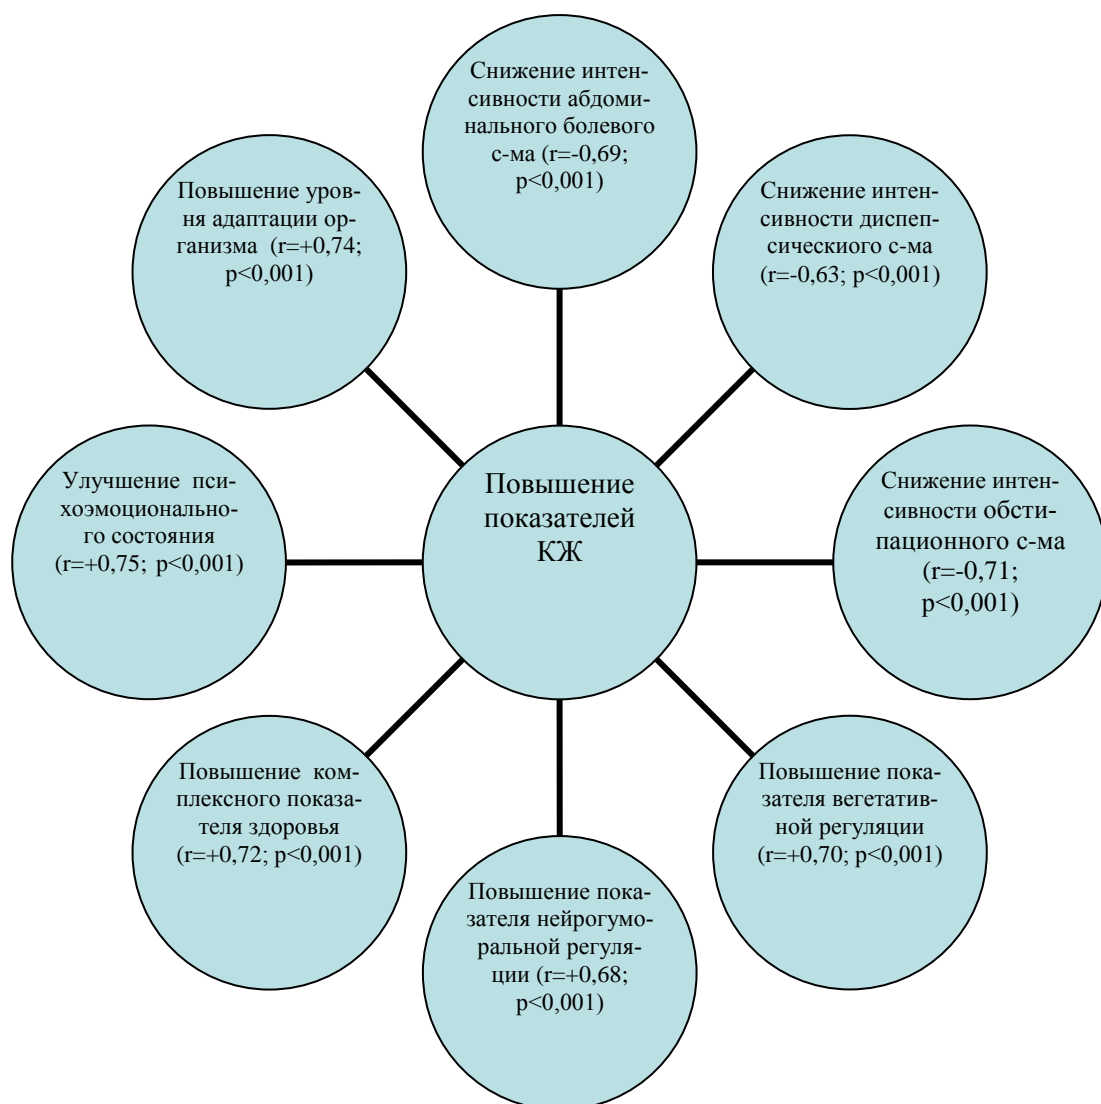 Снижение интен-
сивности абдоми-
нального болевого
с-ма (r=-0,69;
p<0,001)
Снижение интен-
сивности диспеп-
сическиого с-ма
(r=-0,63; p<0,001)
Снижение интен-
сивности обсти-
пационного с-ма
(r=-0,71;
p<0,001)
Повышение пока-
зателя вегетатив-
ной регуляции
(r=+0,70; p<0,001)
Повышение пока-
зателя нейрогумо-
ральной регуля-
ции (r=+0,68;
p<0,001)
Повышение ком-
плексного показа-
теля здоровья
(r=+0,72; p<0,001)
Улучшение пси-
хоэмоционально-
го состояния
(r=+0,75; p<0,001)
Повышение уров-
ня адаптации ор-
ганизма (r=+0,74;
p<0,001)
Повышение
показателей
КЖ